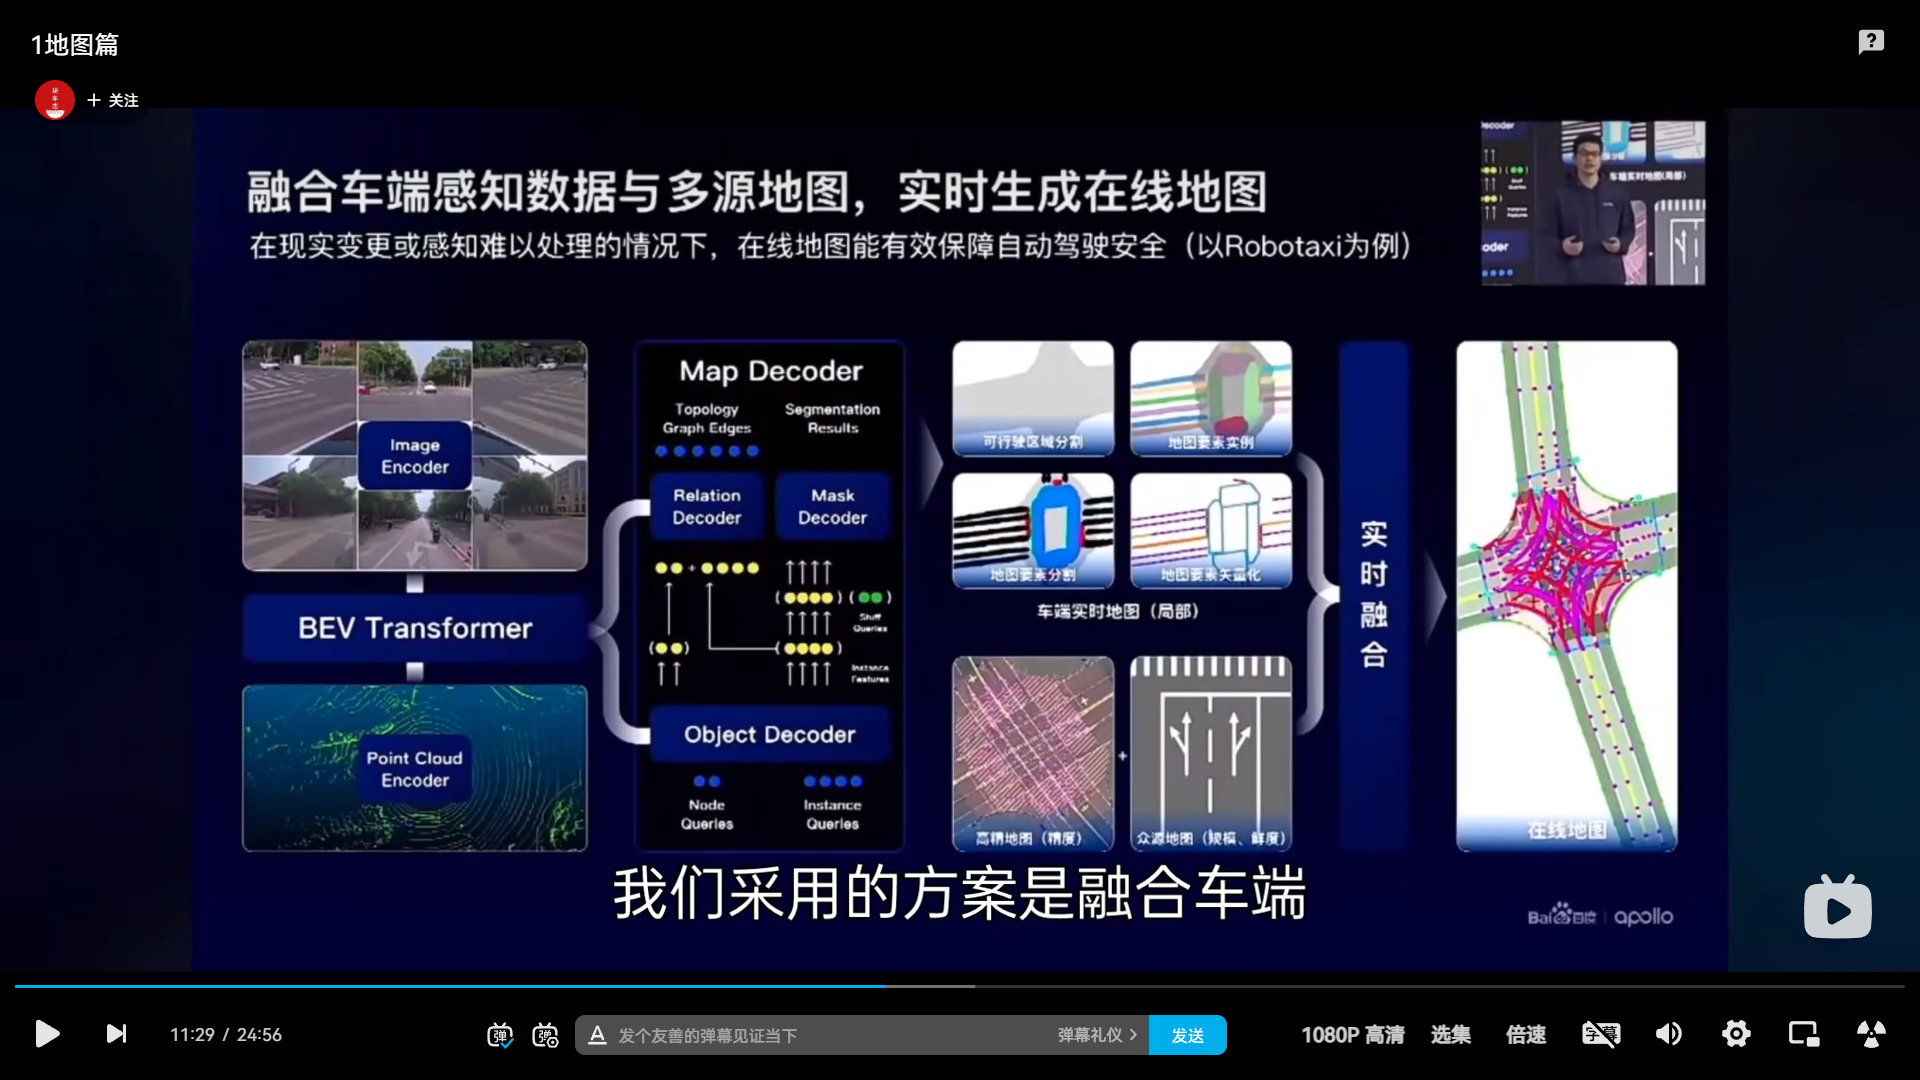 1地图篇
+ 关注
融合车端感知数据与多源地图，实时生成在线地图
在现实变更或感知难以处理的情况下，在线地图能有效保障自动驾驶安全（以Robotaxi为例）
Image
Encoder
BEV Transformer
Point Cloud
Encoder
Map Decoder
Topology
Graph Edges
Segmentation
Results
Relation
Decoder
Mask
Decoder
Stuff
Queries
Instance
Features
Object Decoder
Node
Queries
Instance
Queries
可行驶区域分割
地图要素实例
地图要素分割
地图要素矢量化
车端实时地图（局部）
高精地图（精度）
+
众源地图（规模、鲜度）
实时融合
在线地图
我们采用的方案是融合车端
Bai百度 | apollo
11:29 / 24:56
弹
弹
A 发个友善的弹幕见证当下
弹幕礼仪 >
发送
1080P 高清
选集
倍速
字幕